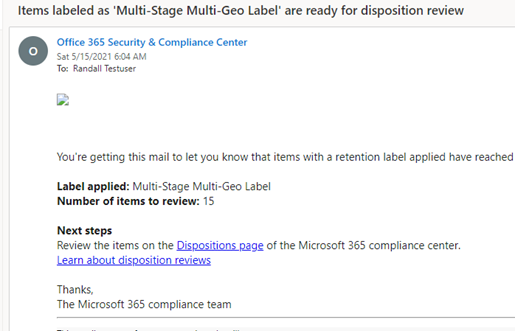 Items labeled as 'Multi-Stage Multi-Geo Label' are ready for disposition review
O
Office 365 Security & Compliance Center
Sat 5/15/2021 6:04 AM
To: Randall Testuser
You're getting this mail to let you know that items with a retention label applied have reached
Label applied: Multi-Stage Multi-Geo Label
Number of items to review: 15
Next steps
Review the items on the Dispositions page of the Microsoft 365 compliance center.
Learn about disposition reviews
Thanks,
The Microsoft 365 compliance team